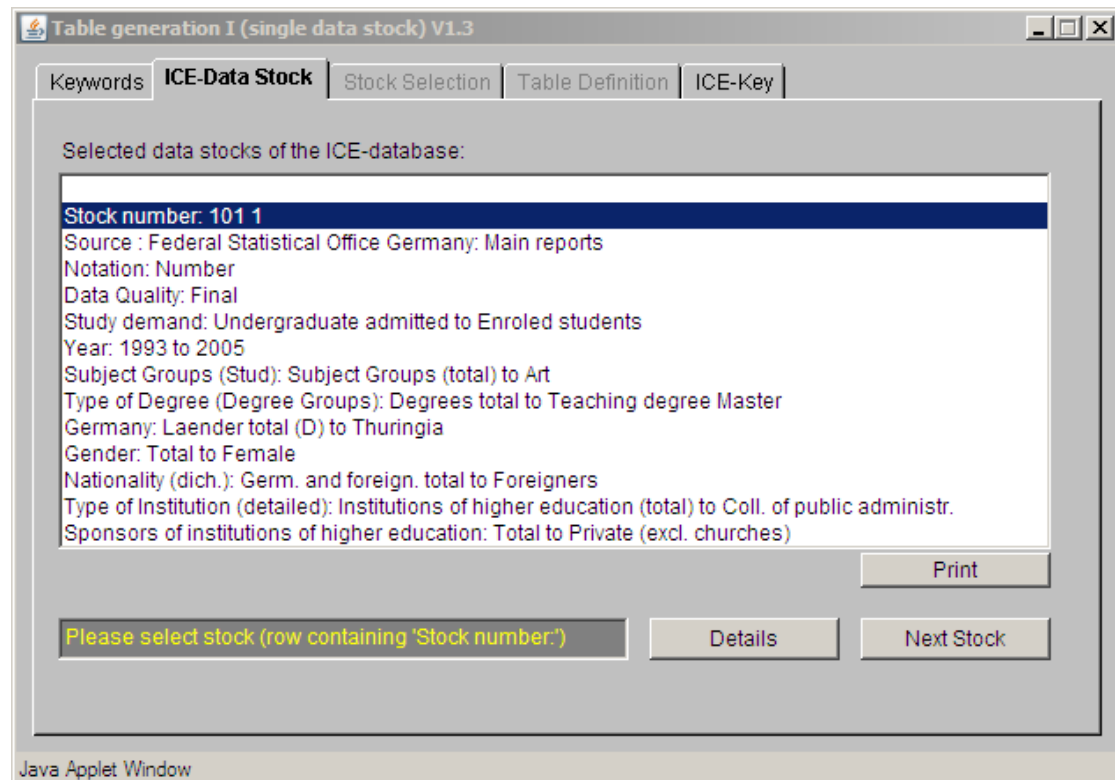 Table generation I (single data stock) V1.3
Keywords ICE-Data Stock Stock Selection Table Definition ICE-Key
Selected data stocks of the ICE-database:
Stock number: 101 1
Source : Federal Statistical Office Germany: Main reports
Notation: Number
Data Quality: Final
Study demand: Undergraduate admitted to Enroled students
Year: 1993 to 2005
Subject Groups (Stud): Subject Groups (total) to Art
Type of Degree (Degree Groups): Degrees total to Teaching degree Master
Germany: Laender total (D) to Thuringia
Gender: Total to Female
Nationality (dich.): Germ. and foreign. total to Foreigners
Type of Institution (detailed): Institutions of higher education (total) to Coll. of public administr.
Sponsors of institutions of higher education: Total to Private (excl. churches)
Print
Please select stock (row containing 'Stock number:') Details Next Stock
Java Applet Window